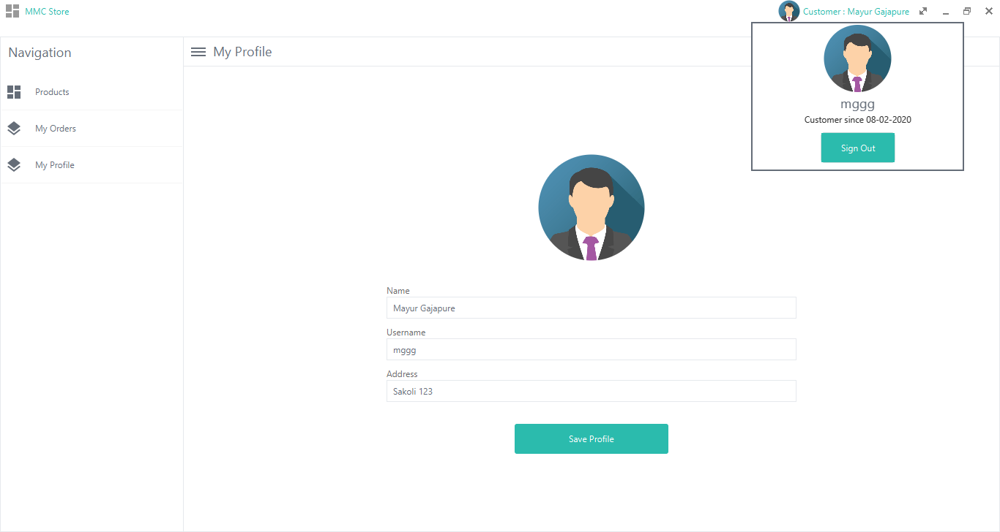 MMC Store
Customer : Mayur Gajapure
Navigation
Products
My Orders
My Profile
My Profile
mggg
Customer since 08-02-2020
Sign Out
Name
Mayur Gajapure
Username
mggg
Address
Sakoli 123
Save Profile